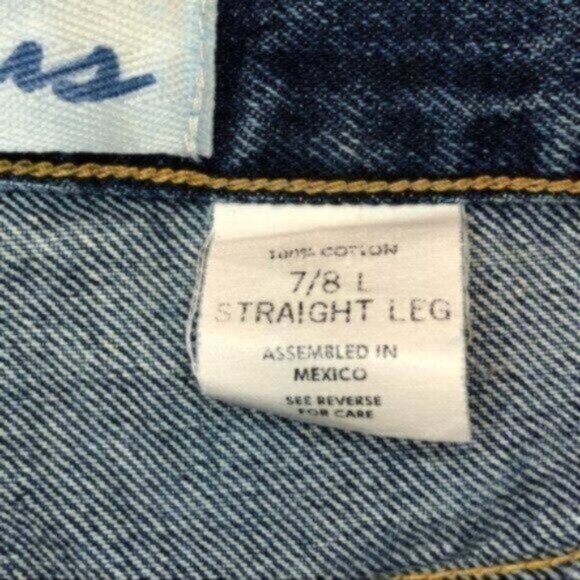 100% COTTON
7/8 L
STRAIGHT LEG
ASSEMBLED IN
MEXICO
SEE REVERSE
FOR CARE